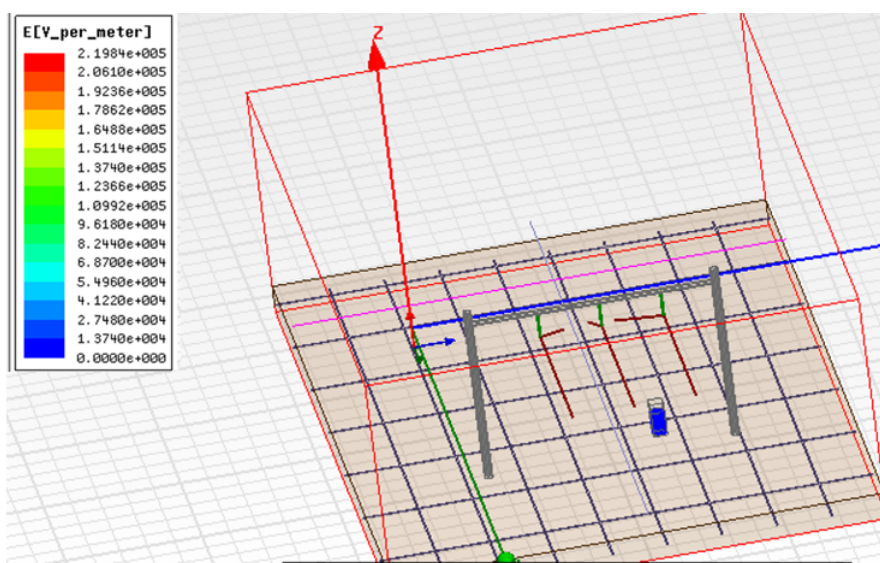 E[V_per_meter]
2.1984e+005
2.0610e+005
1.9236e+005
1.7862e+005
1.6488e+005
1.5114e+005
1.3740e+005
1.2366e+005
1.0992e+005
9.6180e+004
8.2440e+004
6.8700e+004
5.4960e+004
4.1220e+004
2.7480e+004
1.3740e+004
0.0000e+000
Z